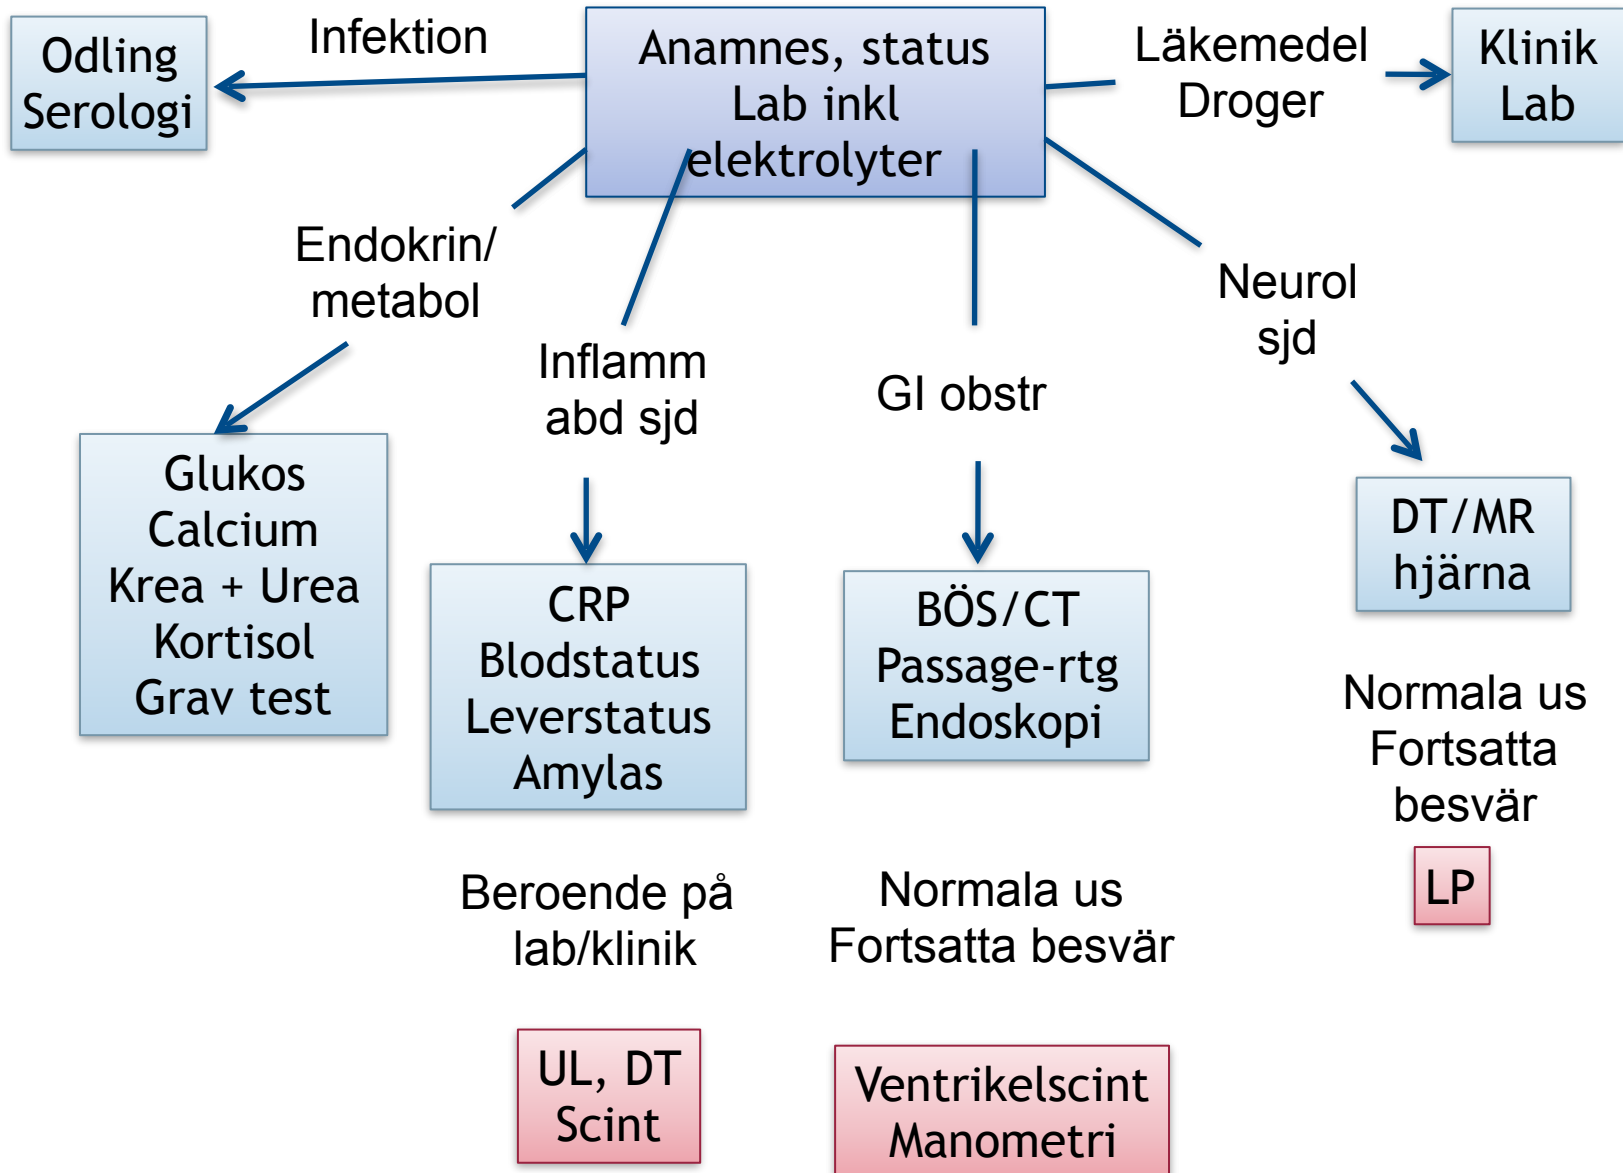 Odling
Serologi
Infektion
Anamnes, status
Lab inkl
elektrolyter
Läkemedel
Droger
Klinik
Lab
Endokrin/
metabol
Inflamm
abd sjd
GI obstr
Neurol
sjd
Glukos
Calcium
Krea + Urea
Kortisol
Grav test
CRP
Blodstatus
Leverstatus
Amylas
BÖS/CT
Passage-rtg
Endoskopi
DT/MR
hjärna
Normala us
Fortsatta
besvär
LP
Beroende på
lab/klinik
Normala us
Fortsatta besvär
UL, DT
Scint
Ventrikelscint
Manometri